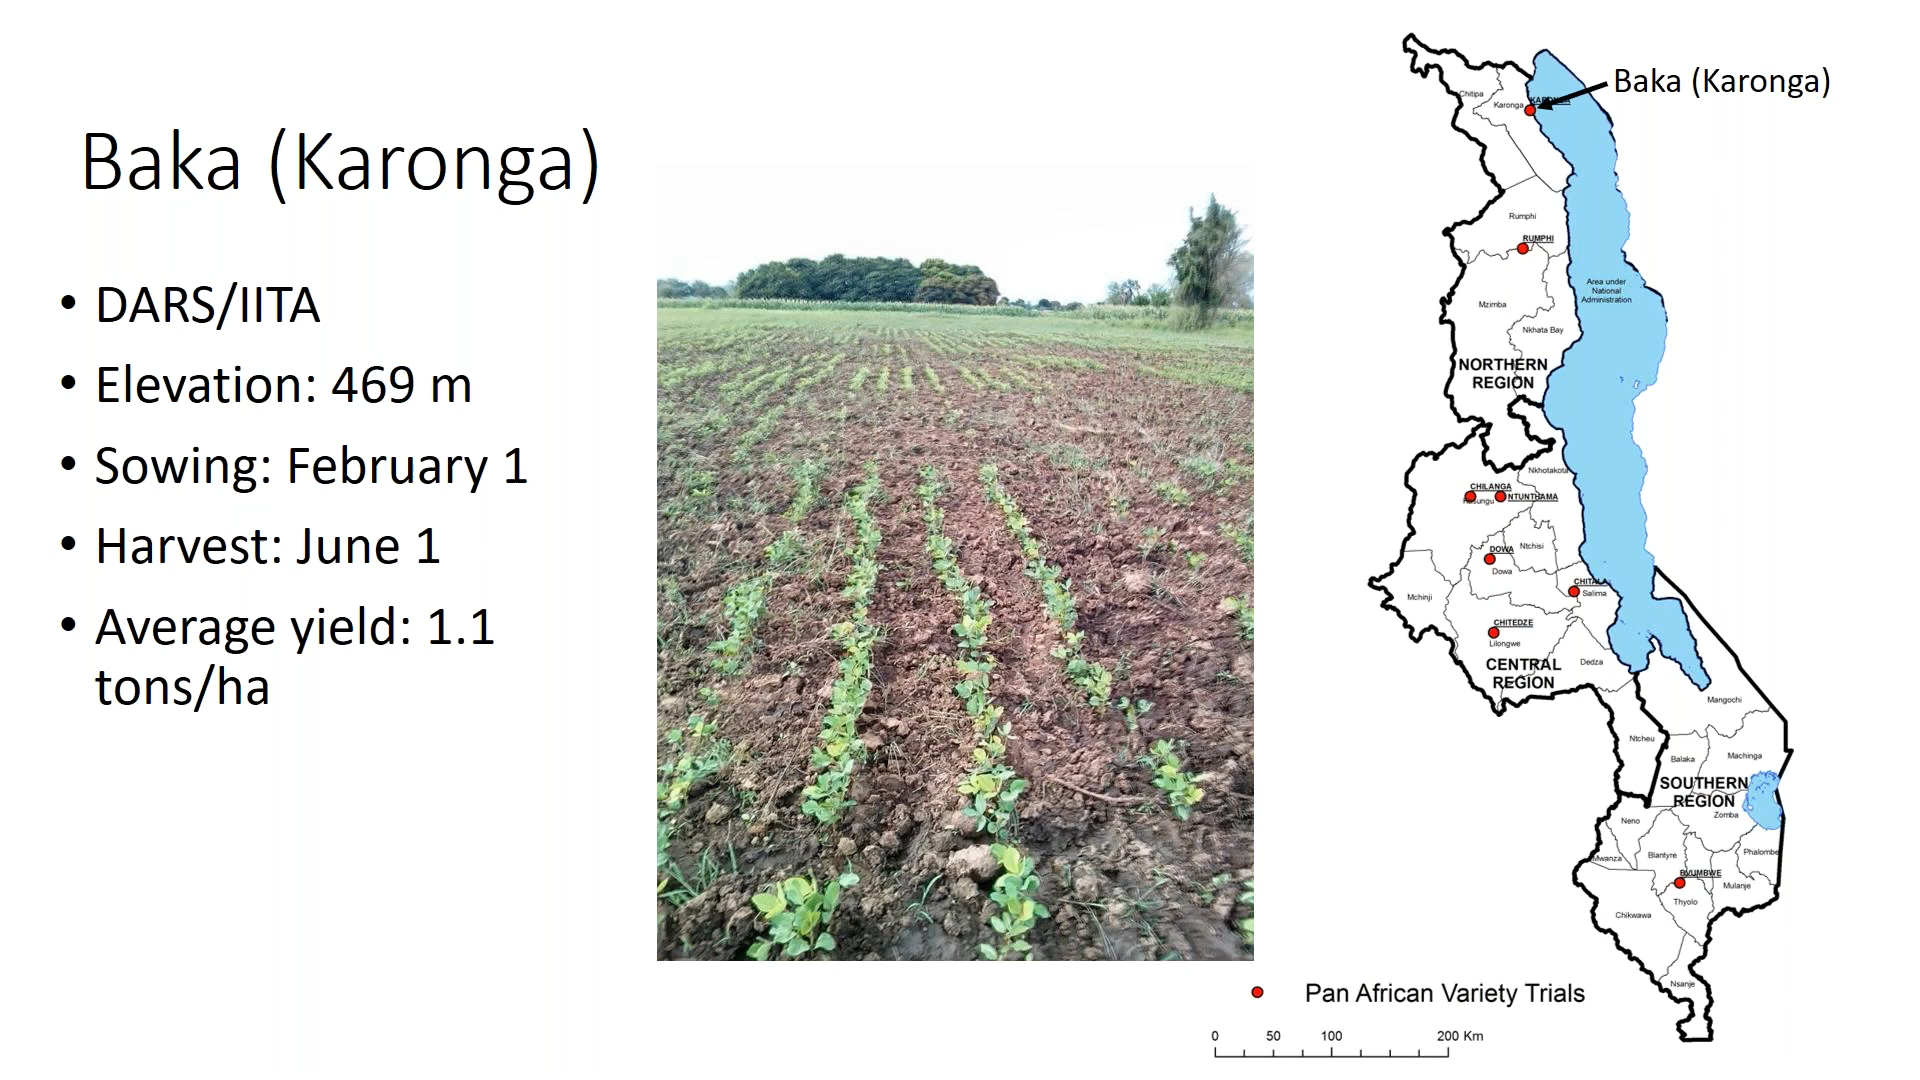 Baka (Karonga)
• DARS/IITA
• Elevation: 469 m
• Sowing: February 1
• Harvest: June 1
• Average yield: 1.1
tons/ha
Baka (Karonga)
Chitipa
Karonga
KARONGA
Rumphi
RUMPHI
Area under
National
Administration
Mzimba
Nkhata Bay
NORTHERN
REGION
Nkhotakota
CHILANGA
NTUNTHAMA
Kasungu
DOWA
Ntchisi
Dowa
CHITALA
Salima
Mchinji
CHITEDZE
Lilongwe
CENTRAL
REGION
Dedza
Mangochi
Ntcheu
Balaka
Machinga
SOUTHERN
REGION
Zomba
Neno
Mwanza
Blantyre
Phalombe
BVUMBWE
Mulanje
Thyolo
Chikwawa
Nsanje
Pan African Variety Trials
0 50 100 200 Km